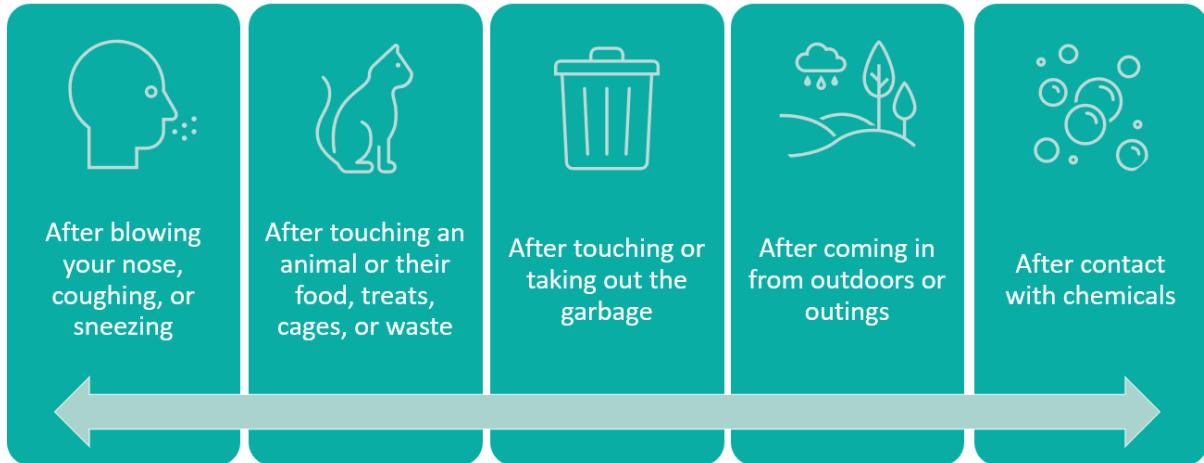 After blowing
your nose,
coughing, or
sneezing
After touching an
animal or their
food, treats,
cages, or waste
After touching or
taking out the
garbage
After coming in
from outdoors or
outings
After contact
with chemicals